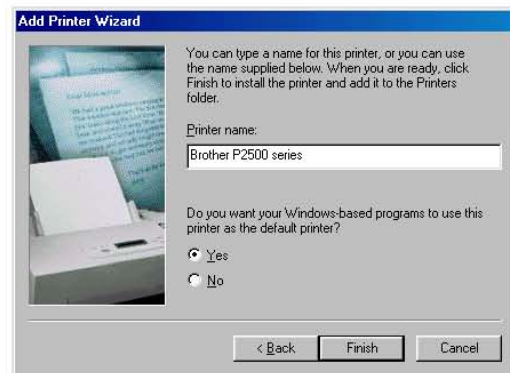 Add Printer Wizard
You can type a name for this printer, or you can use
the name supplied below. When you are ready, click
Finish to install the printer and add it to the Printers
folder.
Printer name:
Brother P2500 series
Do you want your Windows-based programs to use this
printer as the default printer?
Yes
No
< Back
Finish
Cancel